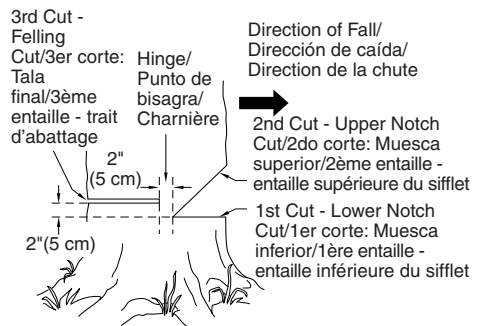 3rd Cut -
Felling
Cut/3er corte:
Tala
final/3ème
entaille - trait
d'abattage
Hinge/
Punto de
bisagra/
Charnière
Direction of Fall/
Dirección de caída/
Direction de la chute
2"
(5 cm)
2nd Cut - Upper Notch
Cut/2do corte: Muesca
superior/2ème entaille -
entaille supérieure du sifflet
2"(5 cm)
1st Cut - Lower Notch
Cut/1er corte: Muesca
inferior/1ère entaille -
entaille inférieure du sifflet